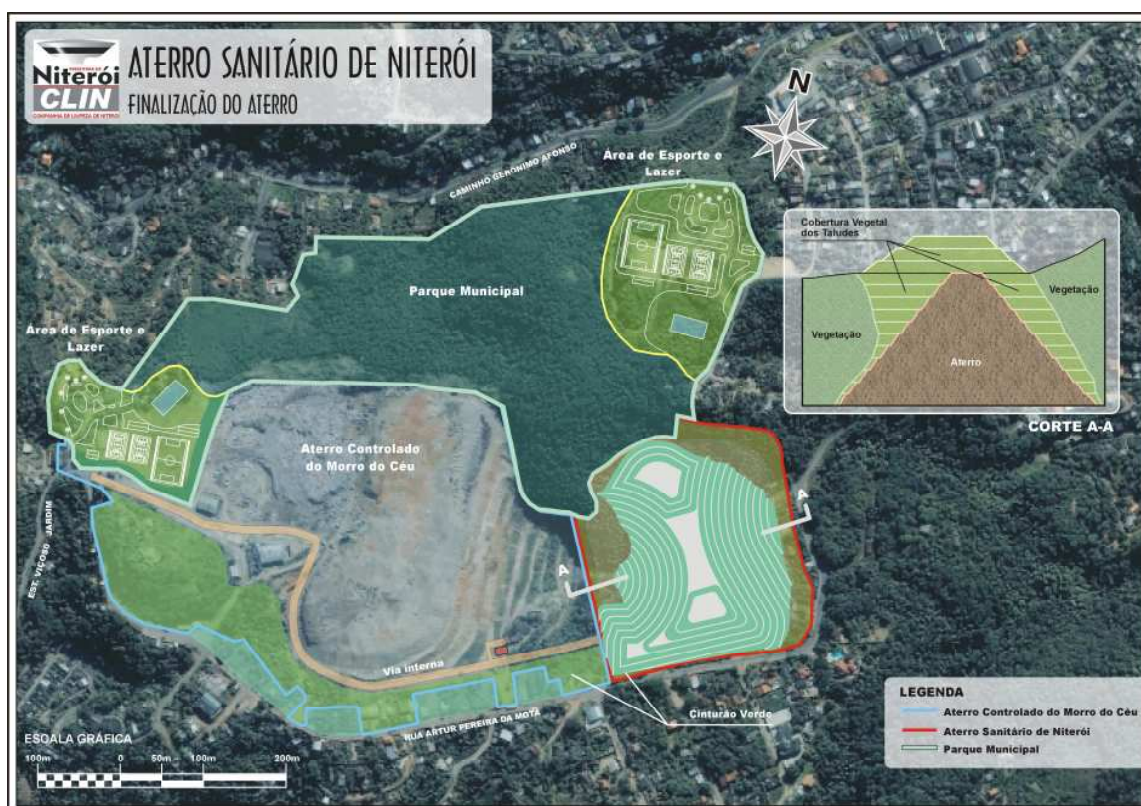 PREFEITURA DE
Niterói
CLIN
COMPANHIA DE LIMPEZA DE NITERÓI
ATERRO SANITÁRIO DE NITERÓI
FINALIZAÇÃO DO ATERRO
N
CAMINHO GERÔNIMO AFONSO
Área de Esporte e
Lazer
Cobertura Vegetal
dos Taludes
Vegetação
Vegetação
Aterro
CORTE A-A
Parque Municipal
Área de Esporte e
Lazer
Aterro Controlado
do Morro do Céu
A
A
EST. VIÇOSO JARDIM
Via interna
Cinturão Verde
RUA ARTUR PEREIRA DA MOTA
LEGENDA
Aterro Controlado do Morro do Céu
Aterro Sanitário de Niterói
Parque Municipal
ESCALA GRÁFICA
100m 0 50m 100m 200m